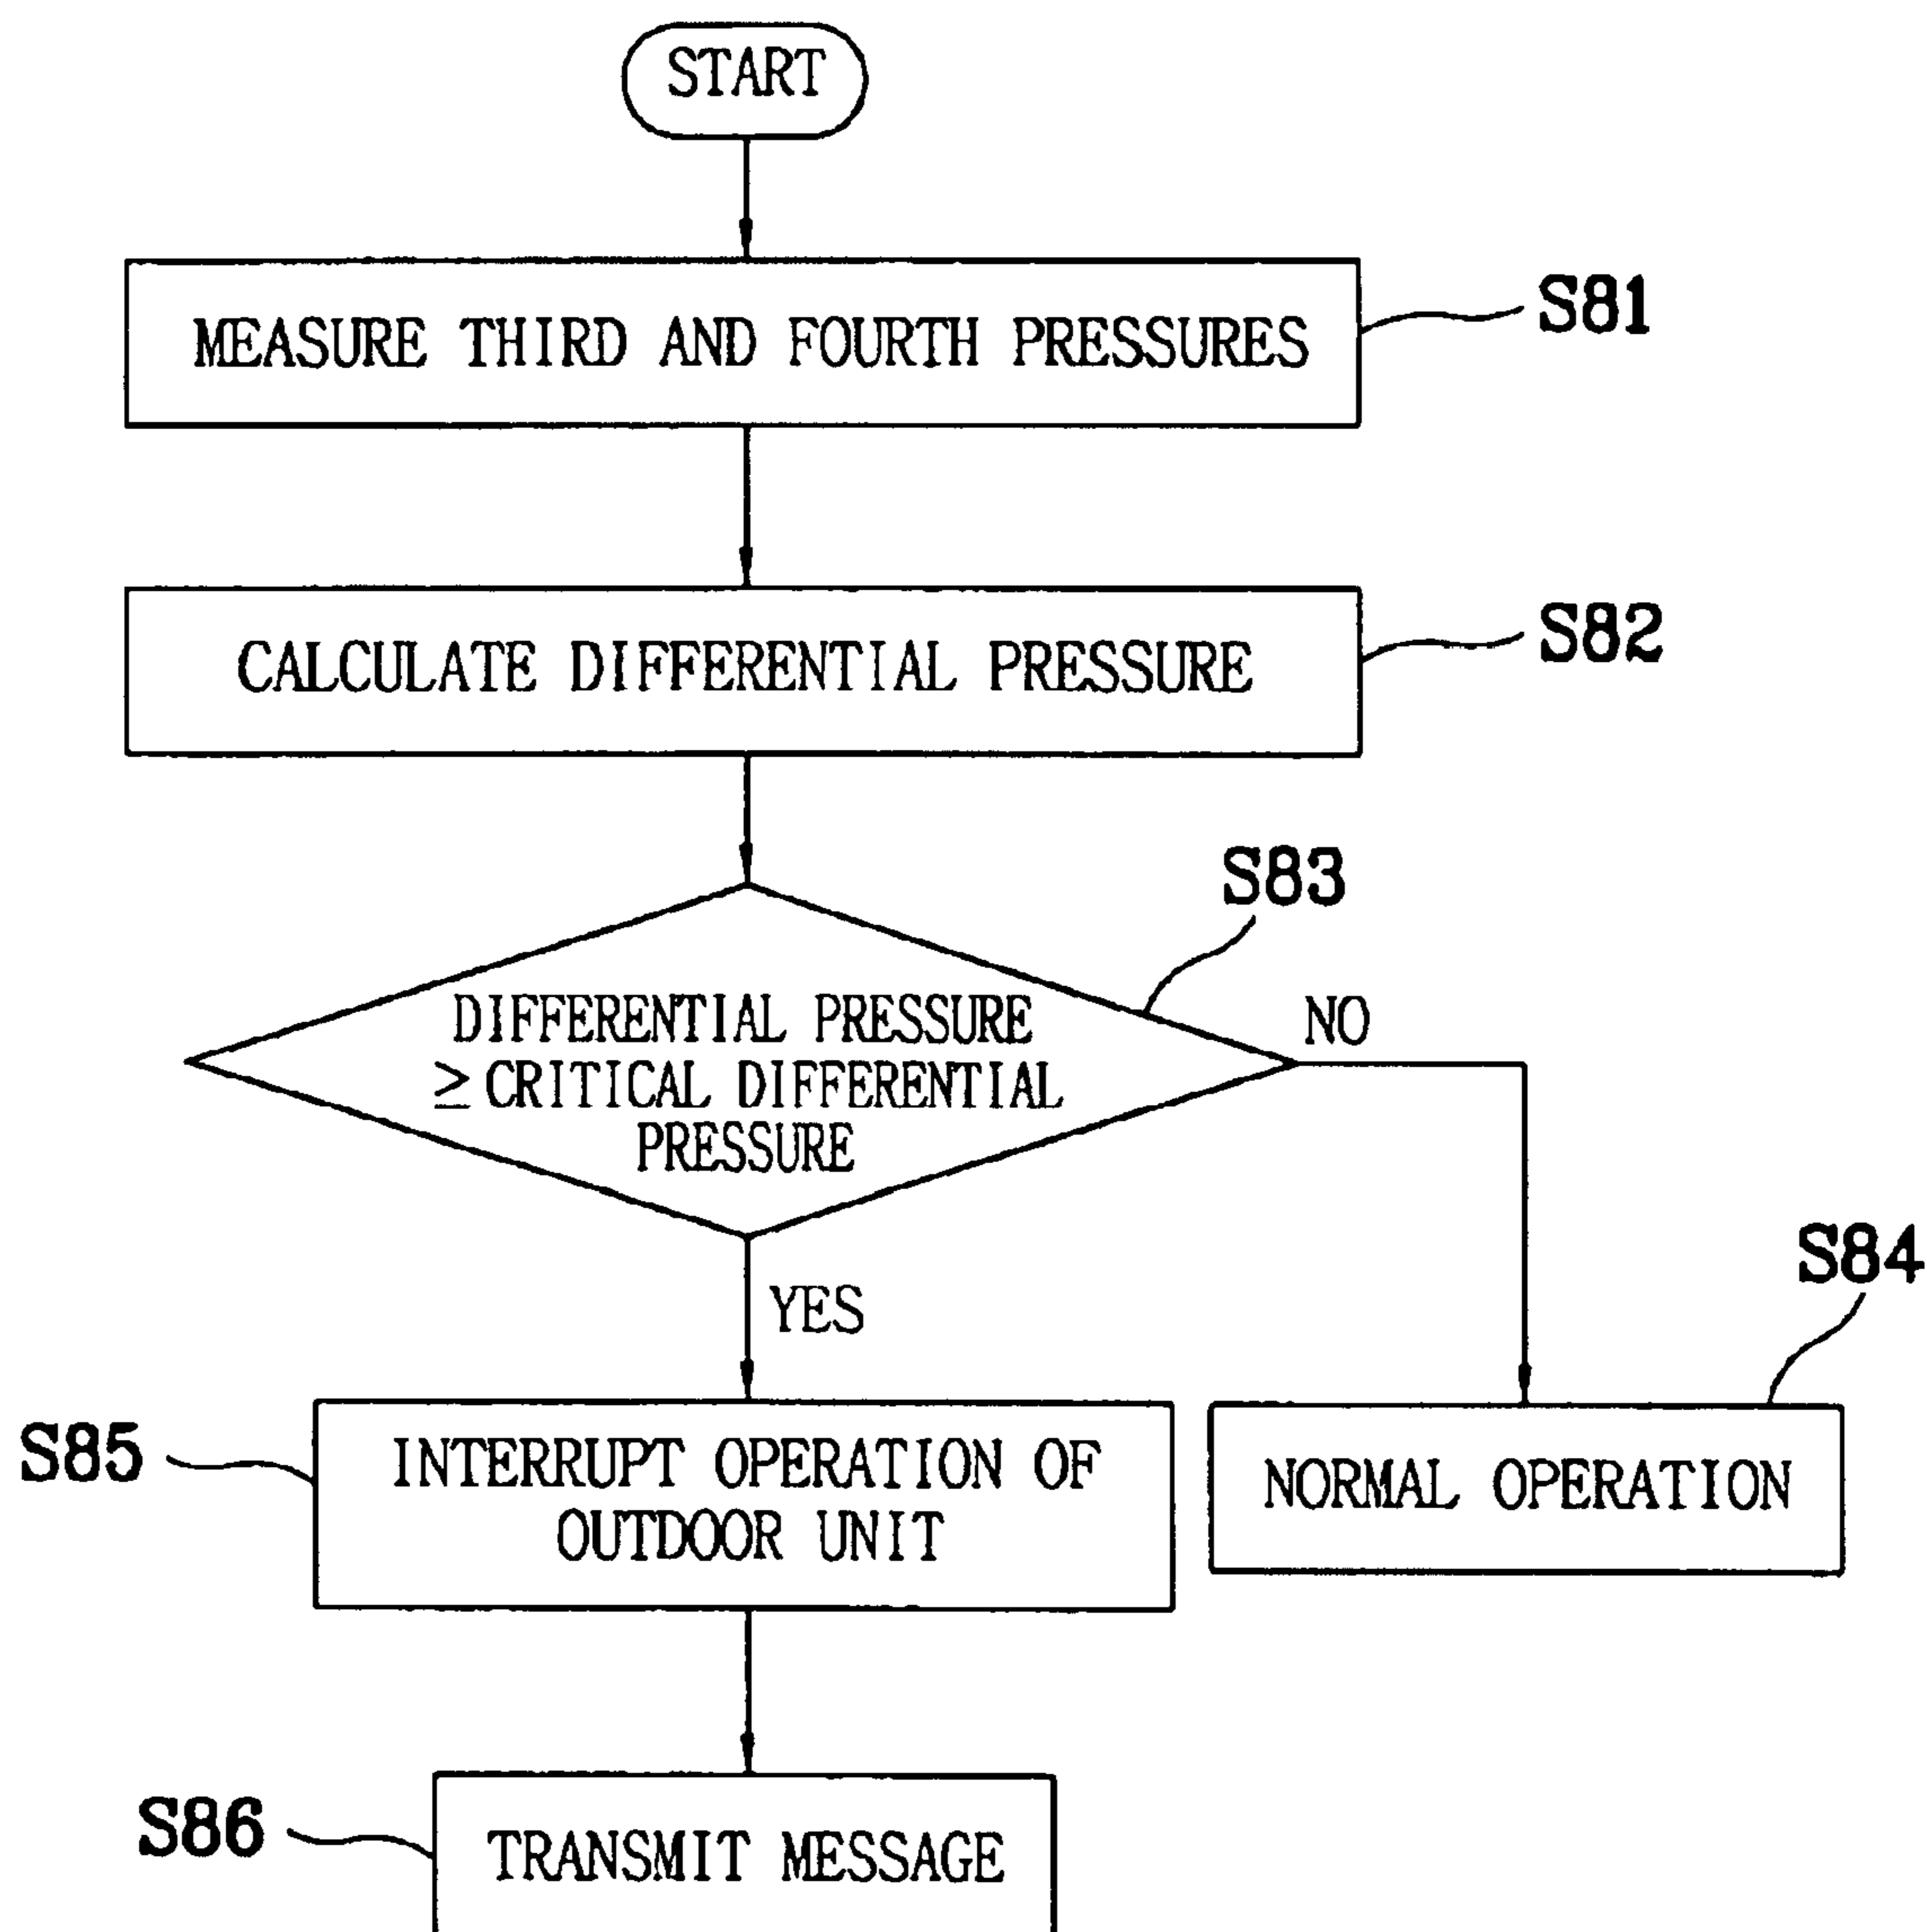 START
MEASURE THIRD AND FOURTH PRESSURES
S81
CALCULATE DIFFERENTIAL PRESSURE
S82
S83
DIFFERENTIAL PRESSURE
≥ CRITICAL DIFFERENTIAL
PRESSURE
NO
YES
S84
S85
INTERRUPT OPERATION OF
OUTDOOR UNIT
NORMAL OPERATION
S86
TRANSMIT MESSAGE